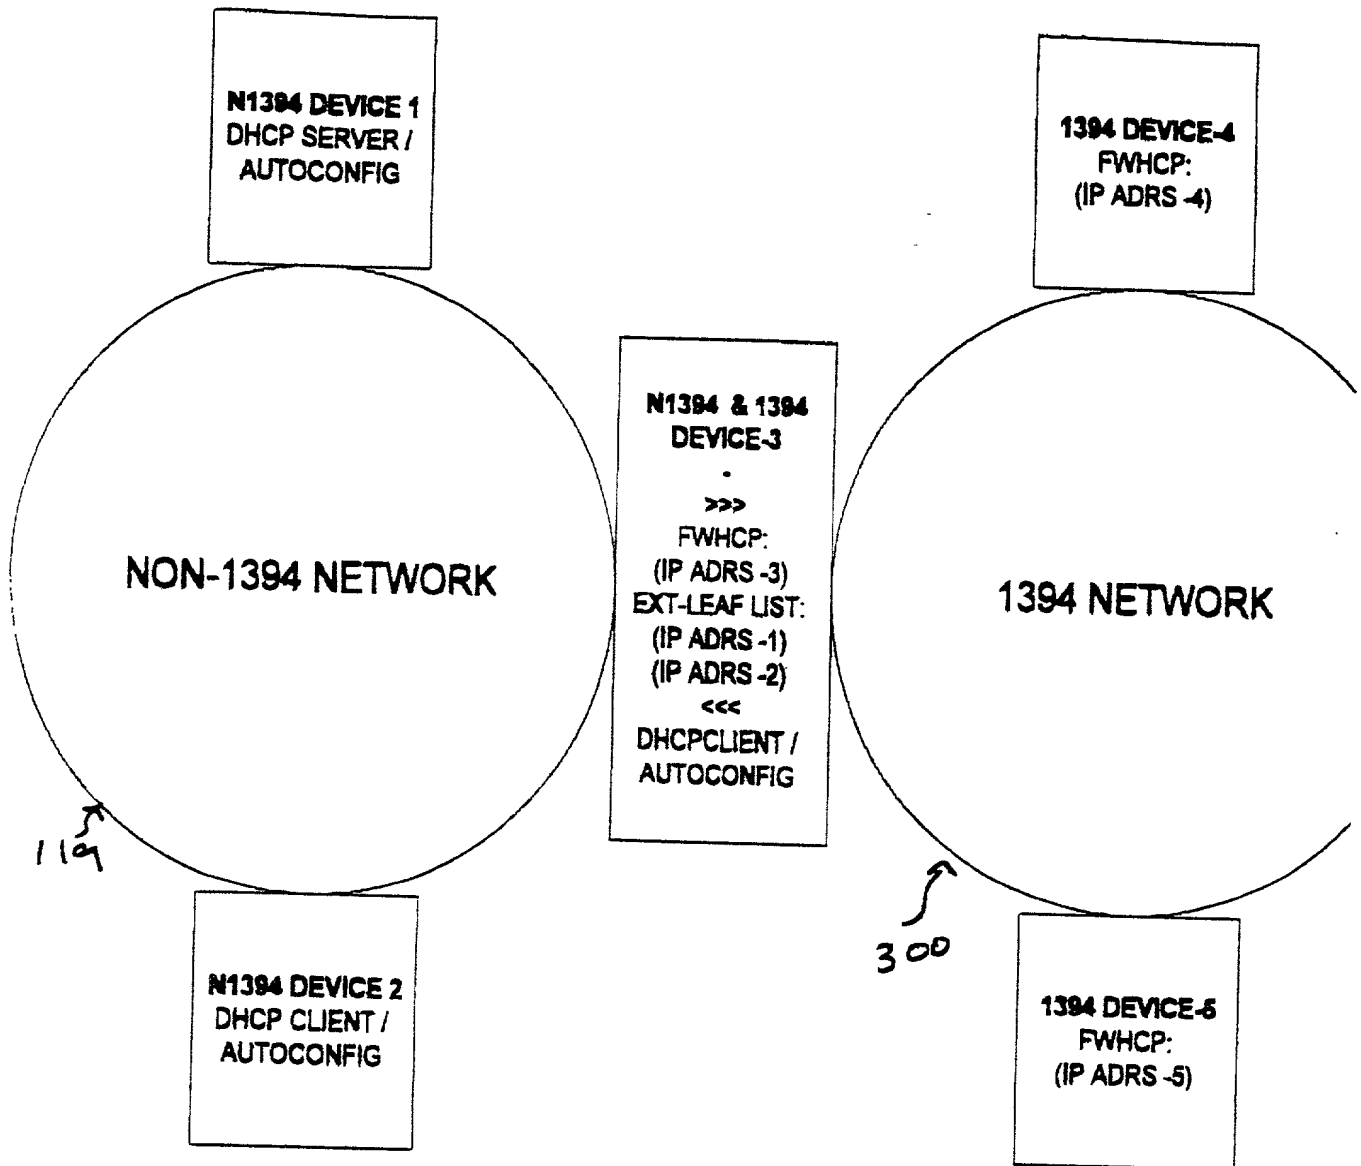 N1394 DEVICE 1
DHCP SERVER /
AUTOCONFIG
1394 DEVICE-4
FWHCP:
(IP ADRS -4)
N1394 & 1394
DEVICE-3
.
>>>
FWHCP:
(IP ADRS -3)
EXT-LEAF LIST:
(IP ADRS -1)
(IP ADRS -2)
<<<
DHCPCLIENT /
AUTOCONFIG
NON-1394 NETWORK
1394 NETWORK
119
300
N1394 DEVICE 2
DHCP CLIENT /
AUTOCONFIG
1394 DEVICE-5
FWHCP:
(IP ADRS -5)